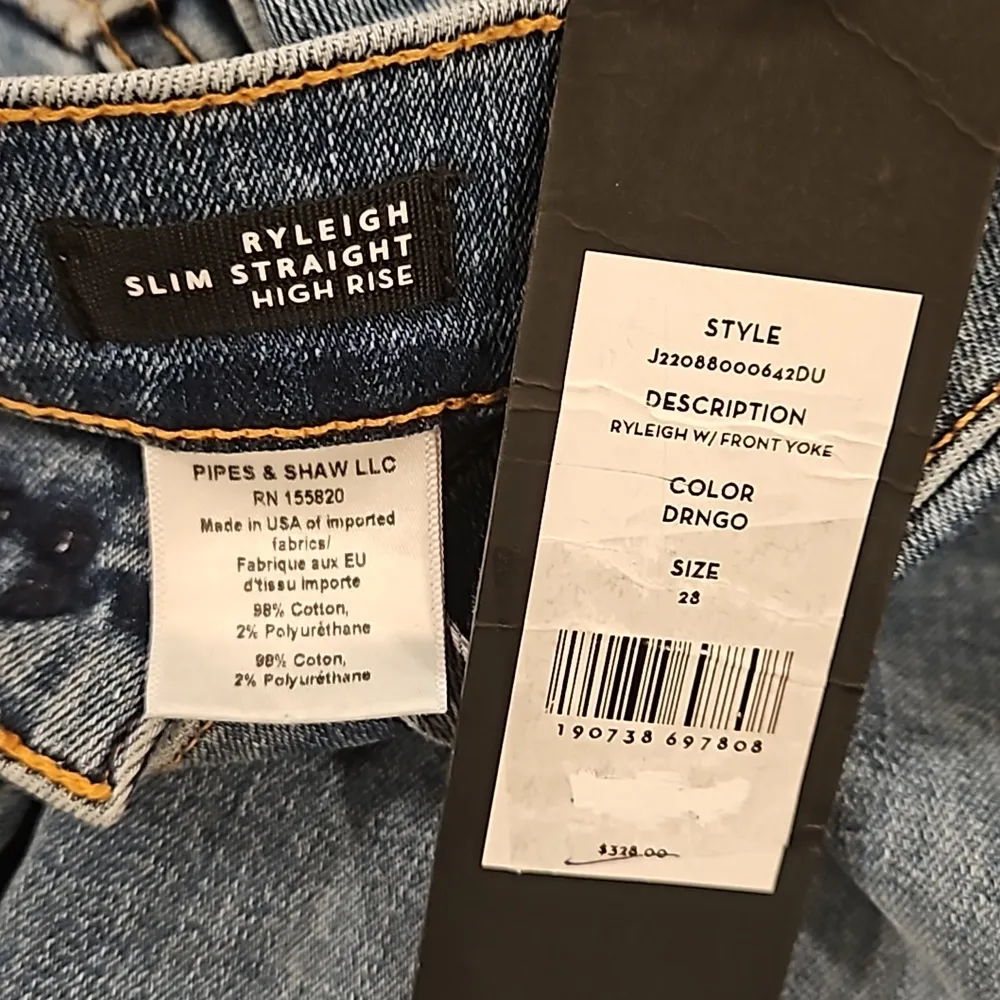 RYLEIGH
SLIM STRAIGHT
HIGH RISE
PIPES & SHAW LLC
RN 155820
Made in USA of imported
fabrics/
Fabrique aux EU
d'tissu importe
98% Cotton,
2% Polyuréthane
98% Coton,
2% Polyuréthane
STYLE
J22088000642DU
DESCRIPTION
RYLEIGH W/ FRONT YOKE
COLOR
DRNGO
SIZE
28
190738 697808
$328.00